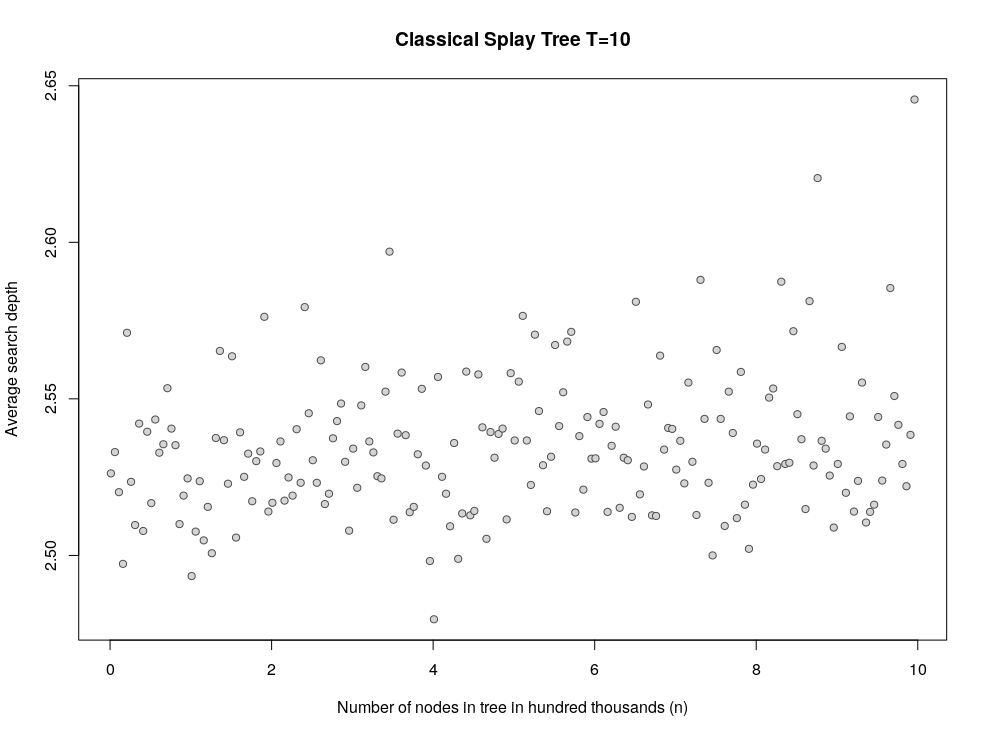 Classical Splay Tree T=10
Average search depth
2.65
2.60
2.55
2.50
0 2 4 6 8 10
Number of nodes in tree in hundred thousands (n)